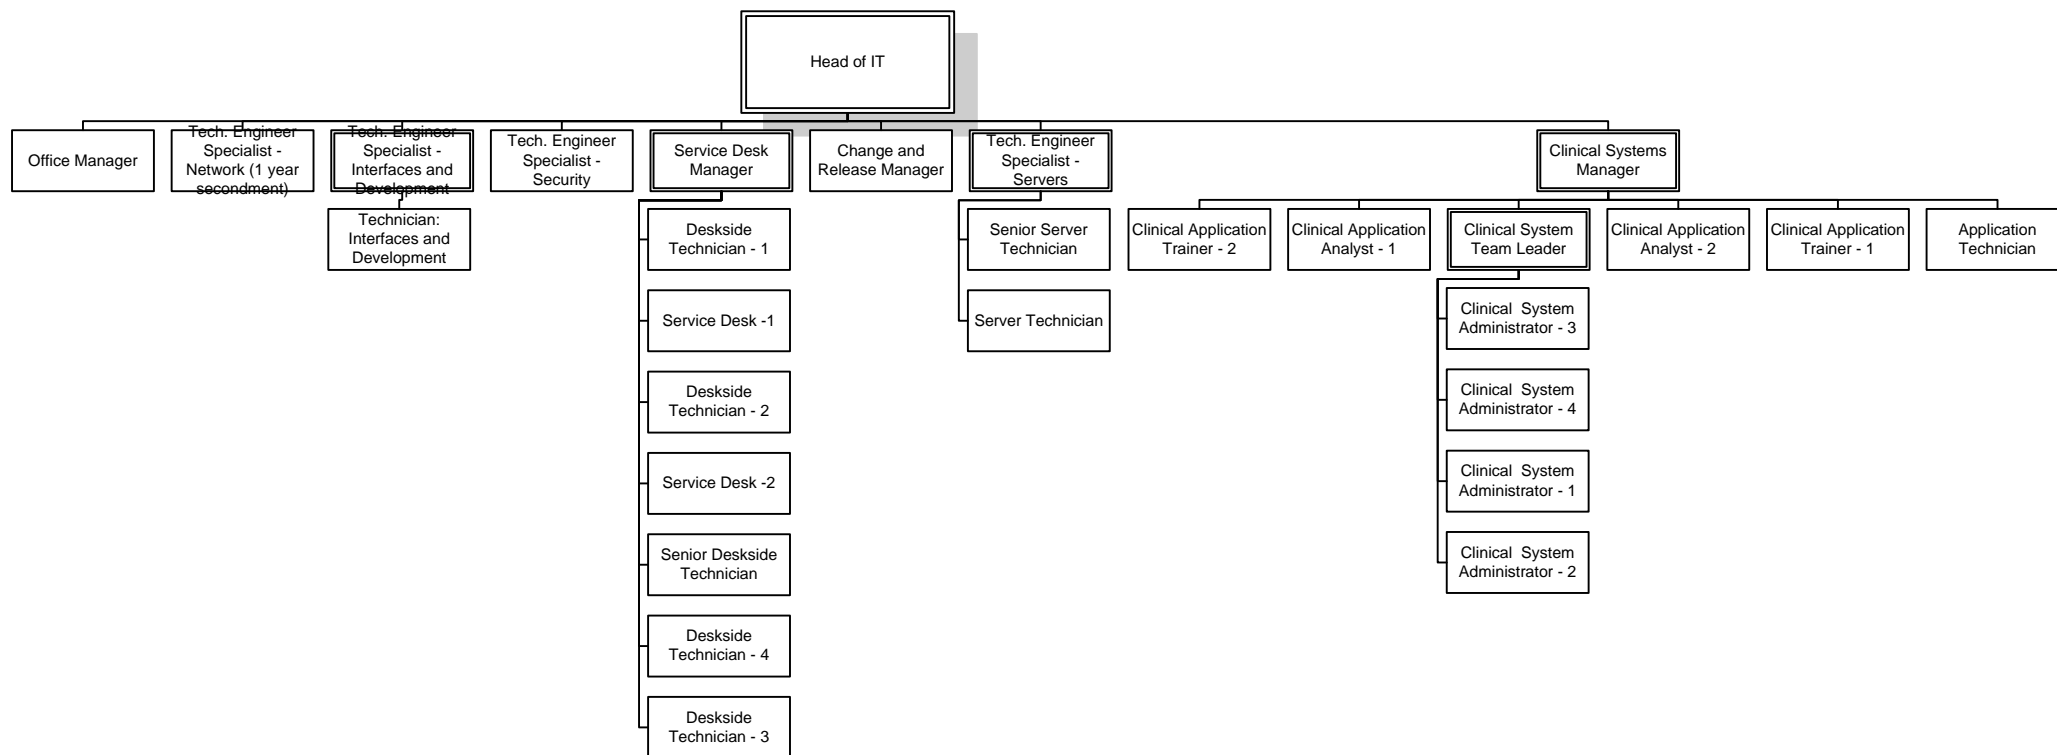 Head of IT
Office Manager
Tech. Engineer
Specialist -
Network (1 year
secondment)
Tech. Engineer
Specialist -
Interfaces and
Development
Tech. Engineer
Specialist -
Security
Service Desk
Manager
Change and
Release Manager
Tech. Engineer
Specialist -
Servers
Clinical Systems
Manager
Technician:
Interfaces and
Development
Deskside
Technician - 1
Senior Server
Technician
Clinical Application
Trainer - 2
Clinical Application
Analyst - 1
Clinical System
Team Leader
Clinical Application
Analyst - 2
Clinical Application
Trainer - 1
Application
Technician
Service Desk -1
Server Technician
Clinical  System
Administrator - 3
Deskside
Technician - 2
Clinical  System
Administrator - 4
Service Desk -2
Clinical  System
Administrator - 1
Senior Deskside
Technician
Clinical  System
Administrator - 2
Deskside
Technician - 4
Deskside
Technician - 3